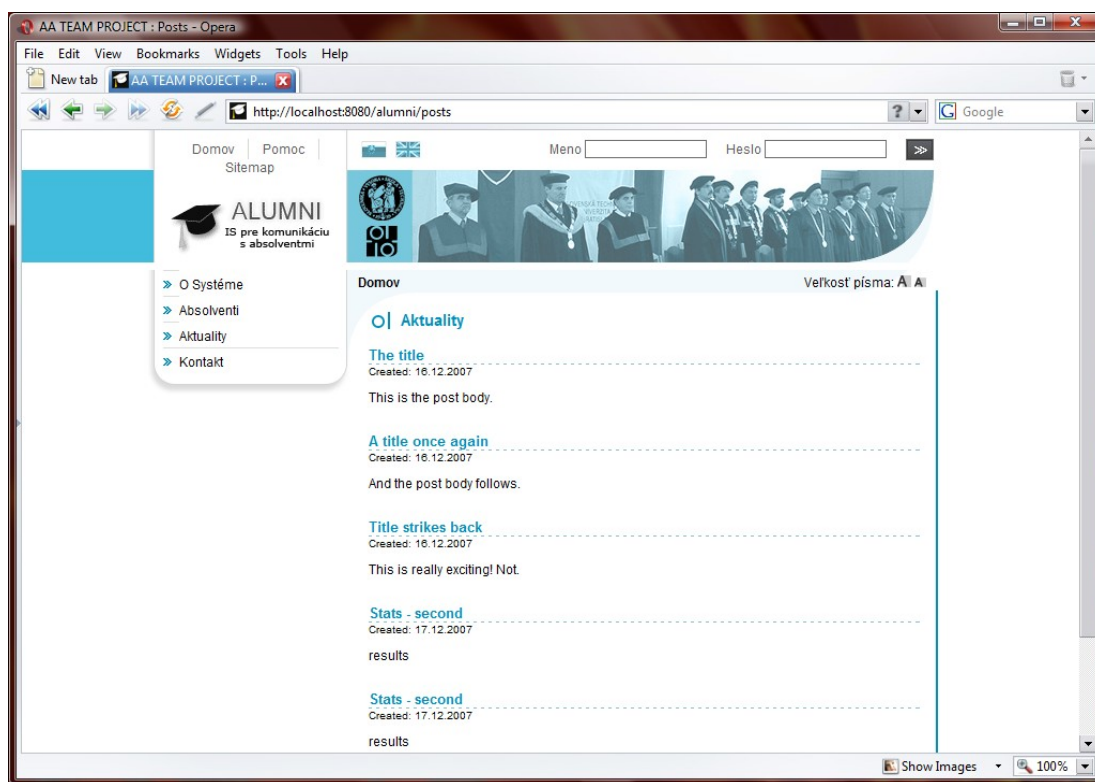 AA TEAM PROJECT : Posts - Opera
File Edit View Bookmarks Widgets Tools Help
New tab
AA TEAM PROJECT : P...
http://localhost:8080/alumni/posts
? Google
Domov Pomoc
Sitemap
Meno Heslo
ALUMNI
IS pre komunikáciu
s absolventmi
O Systéme
Absolventi
Aktuality
Kontakt
Domov
Veľkosť písma: A A
Aktuality
The title
Created: 16.12.2007
This is the post body.
A title once again
Created: 16.12.2007
And the post body follows.
Title strikes back
Created: 16.12.2007
This is really exciting! Not.
Stats - second
Created: 17.12.2007
results
Stats - second
Created: 17.12.2007
results
Show Images 100%